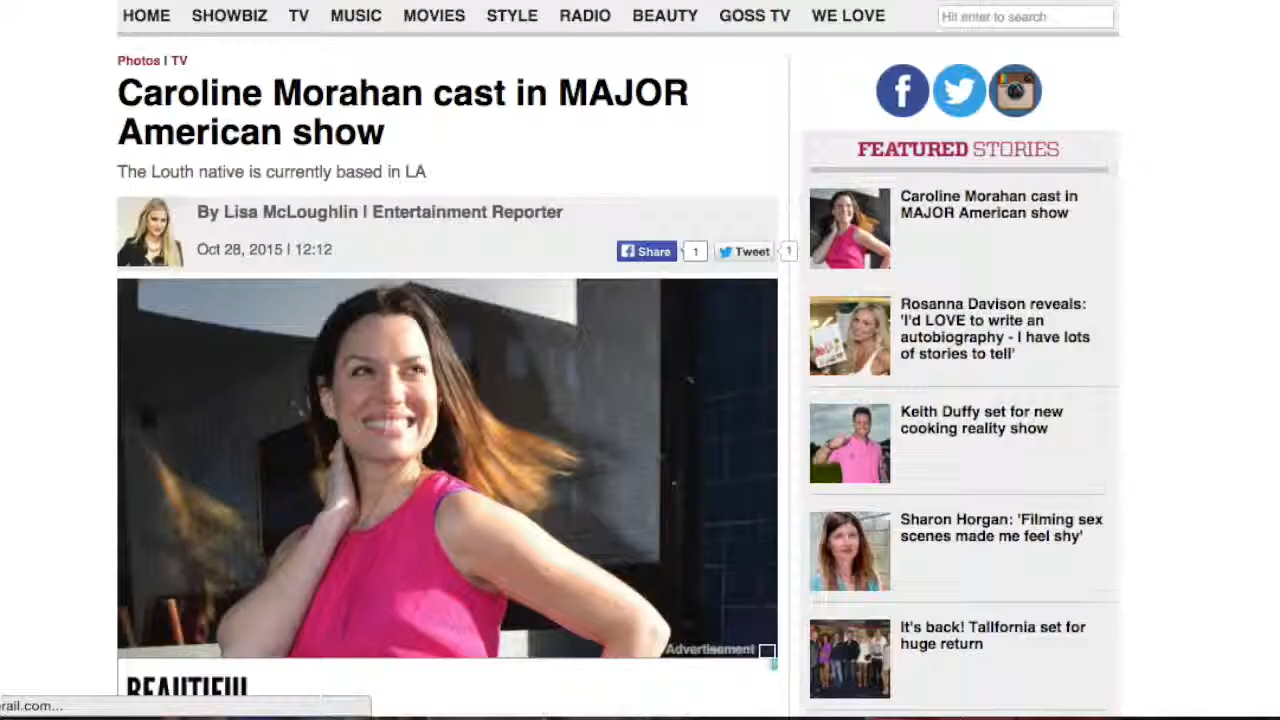 HOME SHOWBIZ TV MUSIC MOVIES STYLE RADIO BEAUTY GOSS TV WE LOVE
Hit enter to search
Photos | TV
Caroline Morahan cast in MAJOR
American show
The Louth native is currently based in LA
By Lisa McLoughlin | Entertainment Reporter
Oct 28, 2015 | 12:12
Share 1 Tweet 1
Advertisement
BEAUTIFUL
rail.com...
FEATURED STORIES
Caroline Morahan cast in
MAJOR American show
Rosanna Davison reveals:
'I'd LOVE to write an
autobiography - I have lots
of stories to tell'
Keith Duffy set for new
cooking reality show
Sharon Horgan: 'Filming sex
scenes made me feel shy'
It's back! Tallfornia set for
huge return